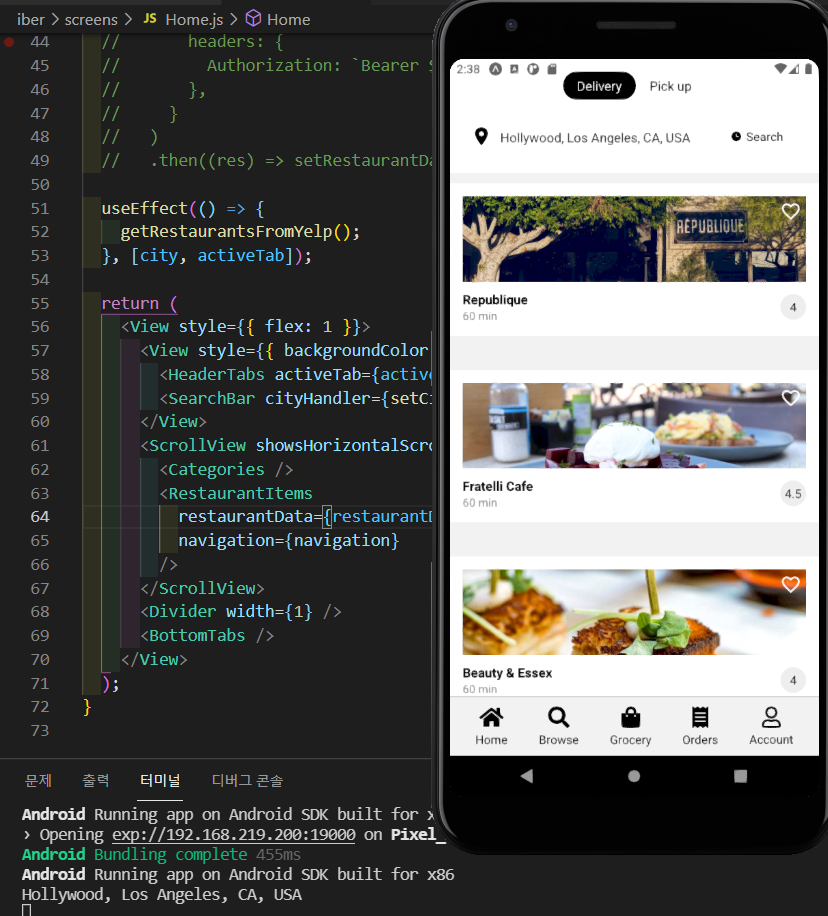 iber > screens > JS Home.js > Home
44 // headers: {
45 // Authorization: `Bearer
46 // },
47 // }
48 // )
49 // .then((res) => setRestaurantDa
50
51 useEffect(() => {
52 getRestaurantsFromYelp();
53 }, [city, activeTab]);
54
55 return (
56 <View style={{ flex: 1 }}>
57 <View style={{ backgroundColor
58 <HeaderTabs activeTab={active
59 <SearchBar cityHandler={setCi
60 </View>
61 <ScrollView showsHorizontalScro
62 <Categories />
63 <RestaurantItems
64 restaurantData={restaurantD
65 navigation={navigation}
66 />
67 </ScrollView>
68 <Divider width={1} />
69 <BottomTabs />
70 </View>
71 );
72 }
73
문제 출력 터미널 디버그 콘솔
Android Running app on Android SDK built for x
› Opening exp://192.168.219.200:19000 on Pixel_
Android Bundling complete 455ms
Android Running app on Android SDK built for x86
Hollywood, Los Angeles, CA, USA
2:38
Delivery Pick up
Hollywood, Los Angeles, CA, USA Search
RÉPUBLIQUE
Republique
60 min
4
Fratelli Cafe
60 min
4.5
Beauty & Essex
60 min
4
Home Browse Grocery Orders Account